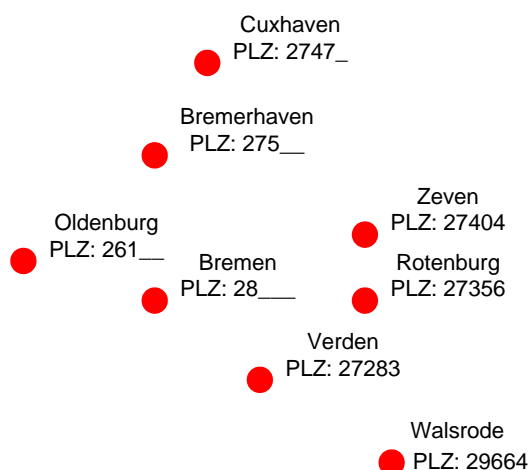 Cuxhaven
PLZ: 2747_
Bremerhaven
PLZ: 275__
Zeven
PLZ: 27404
Oldenburg
PLZ: 261__
Bremen
PLZ: 28___
Rotenburg
PLZ: 27356
Verden
PLZ: 27283
Walsrode
PLZ: 29664